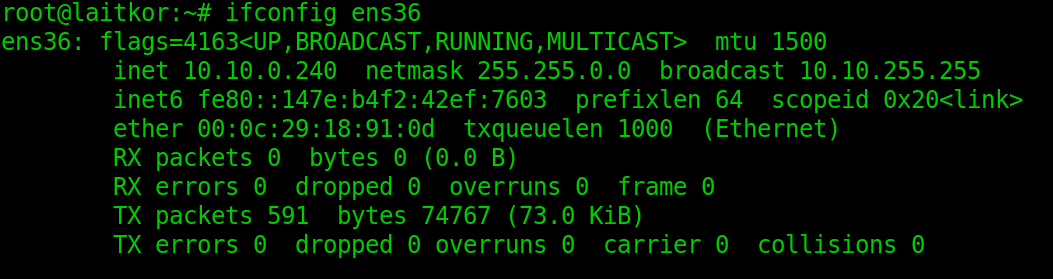 root@laitkor:~# ifconfig ens36
ens36: flags=4163<UP,BROADCAST,RUNNING,MULTICAST>  mtu 1500
        inet 10.10.0.240  netmask 255.255.0.0  broadcast 10.10.255.255
        inet6 fe80::147e:b4f2:42ef:7603  prefixlen 64  scopeid 0x20<link>
        ether 00:0c:29:18:91:0d  txqueuelen 1000  (Ethernet)
        RX packets 0  bytes 0 (0.0 B)
        RX errors 0  dropped 0  overruns 0  frame 0
        TX packets 591  bytes 74767 (73.0 KiB)
        TX errors 0  dropped 0 overruns 0  carrier 0  collisions 0